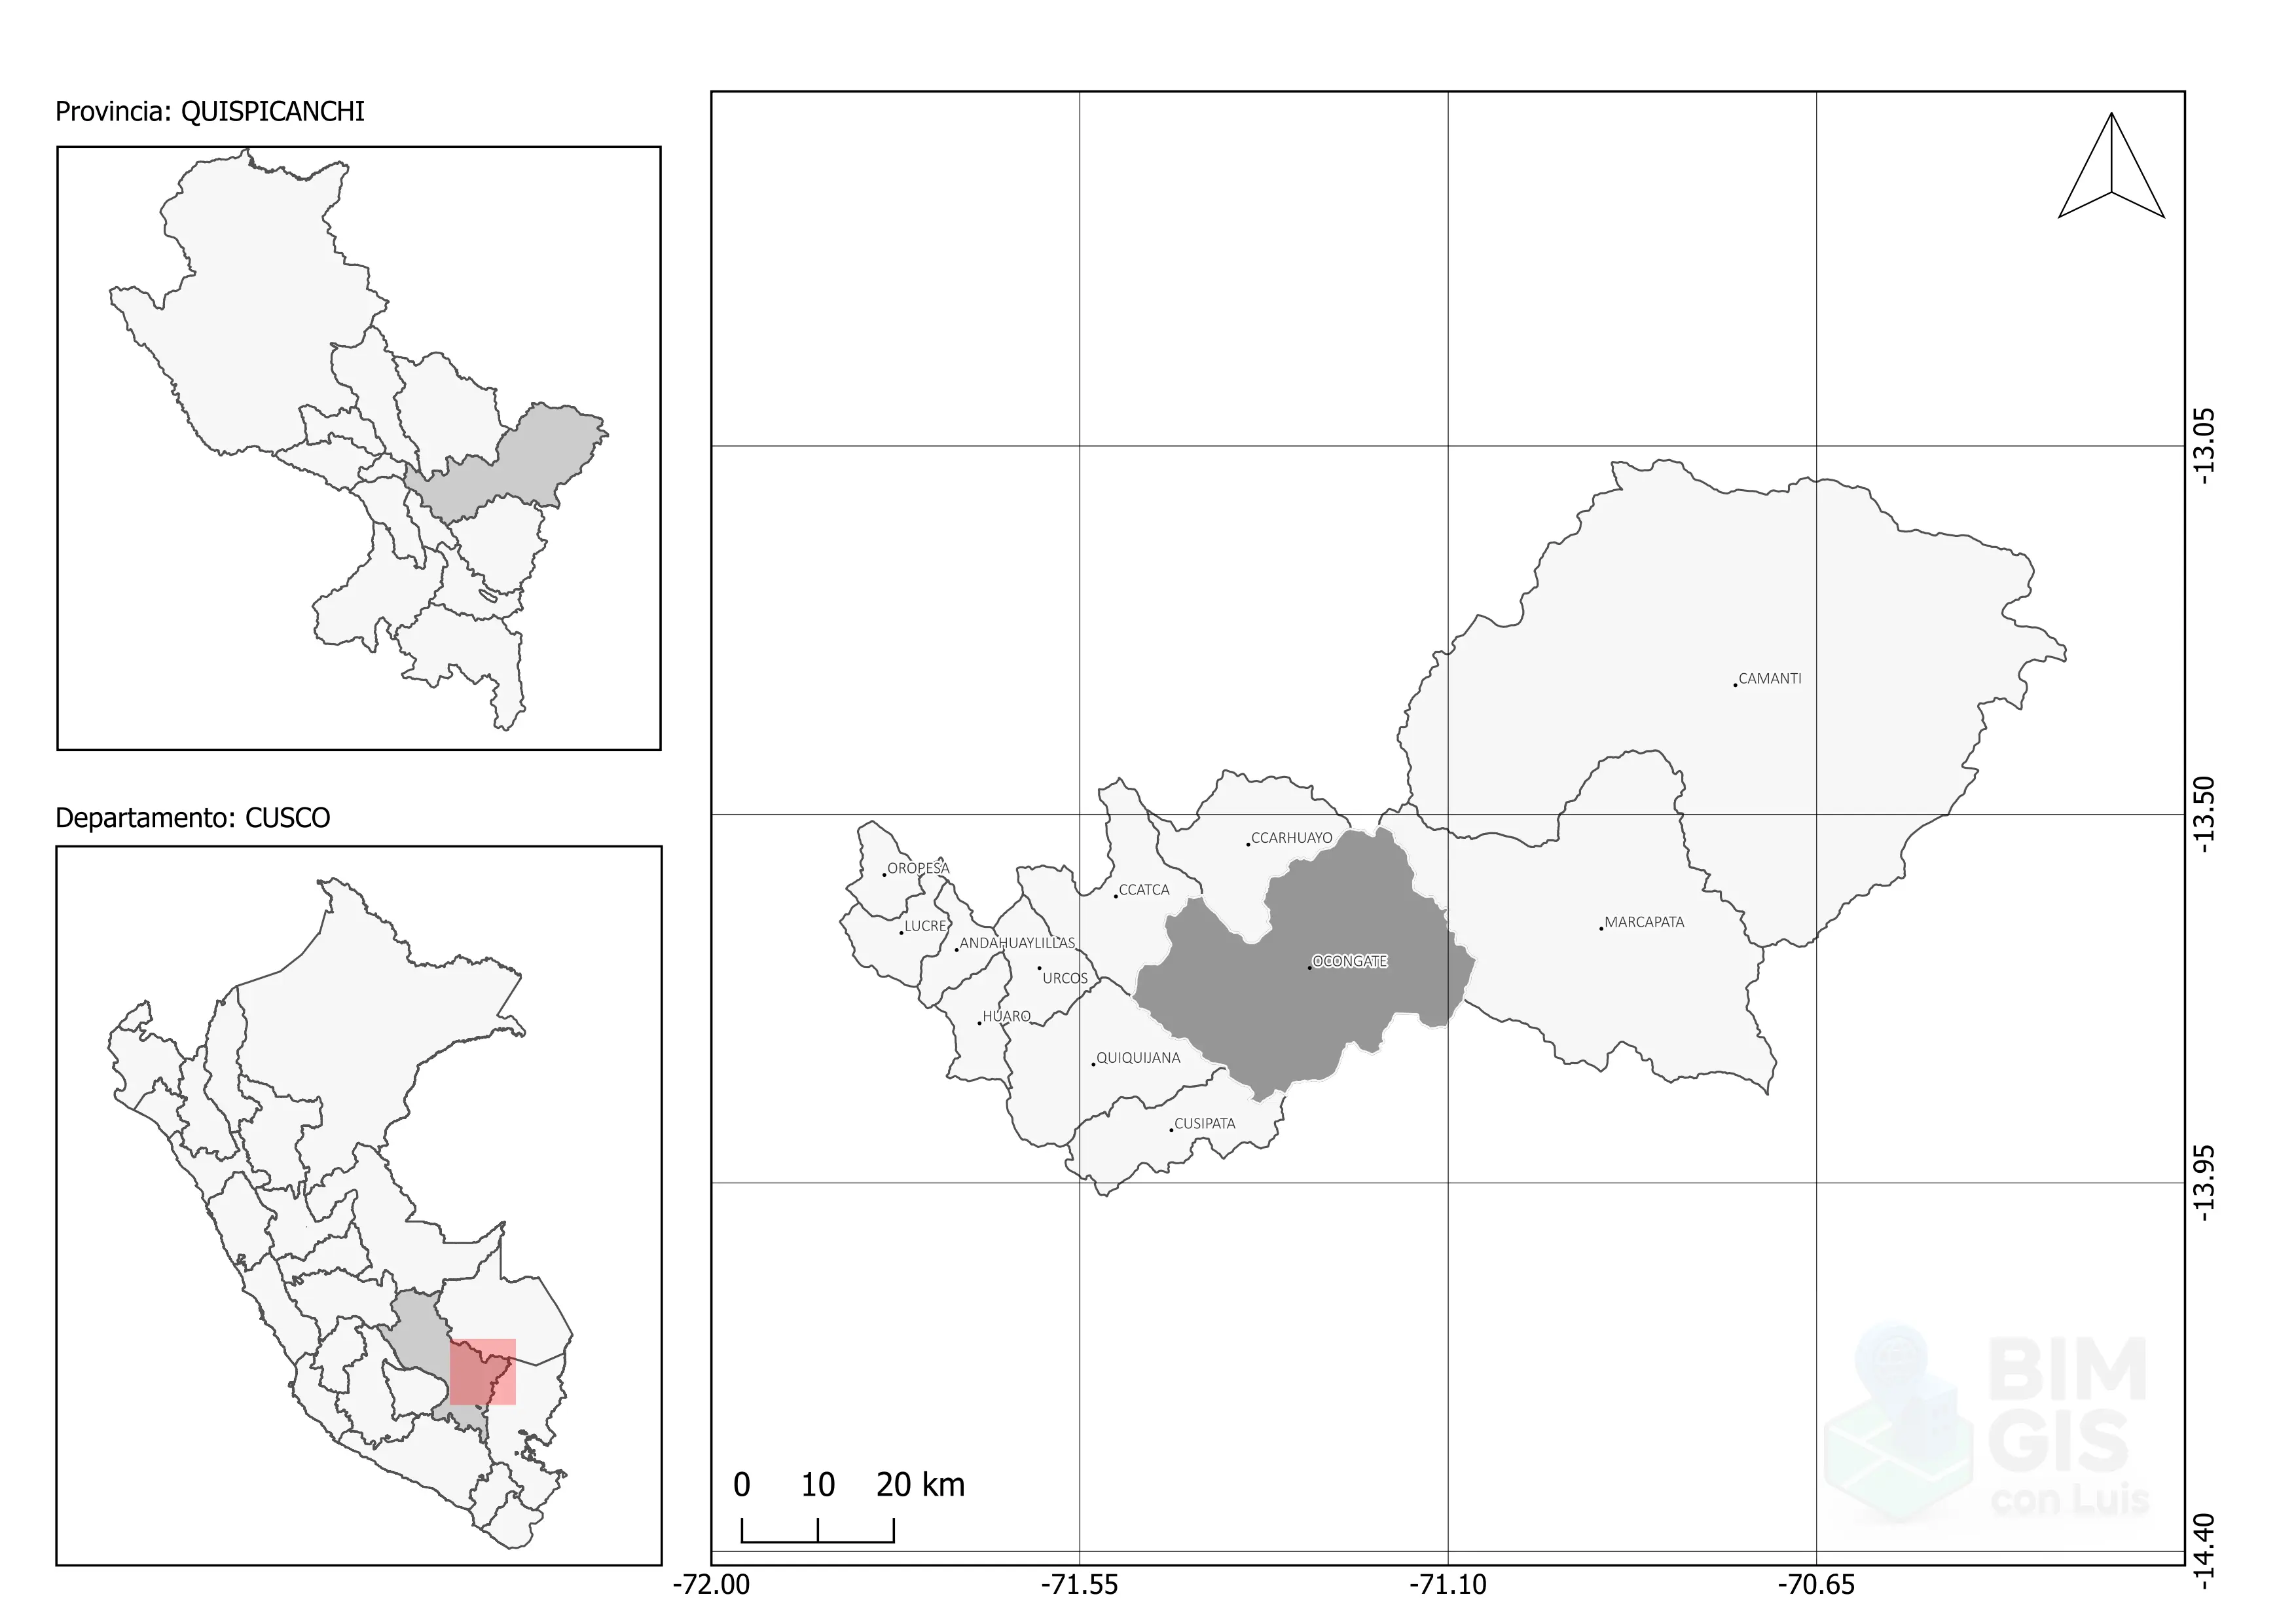 Provincia: QUISPICANCHI
Departamento: CUSCO
-13.05
CAMANTI
-13.50
CCARHUAYO
OROPESA
CCATCA
LUCRE
MARCAPATA
ANDAHUAYLILLAS
OCONGATE
URCOS
HUARO
QUIQUIJANA
CUSIPATA
-13.95
BIM
GIS
con Luis
0 10 20 km
-14.40
-72.00 -71.55 -71.10 -70.65